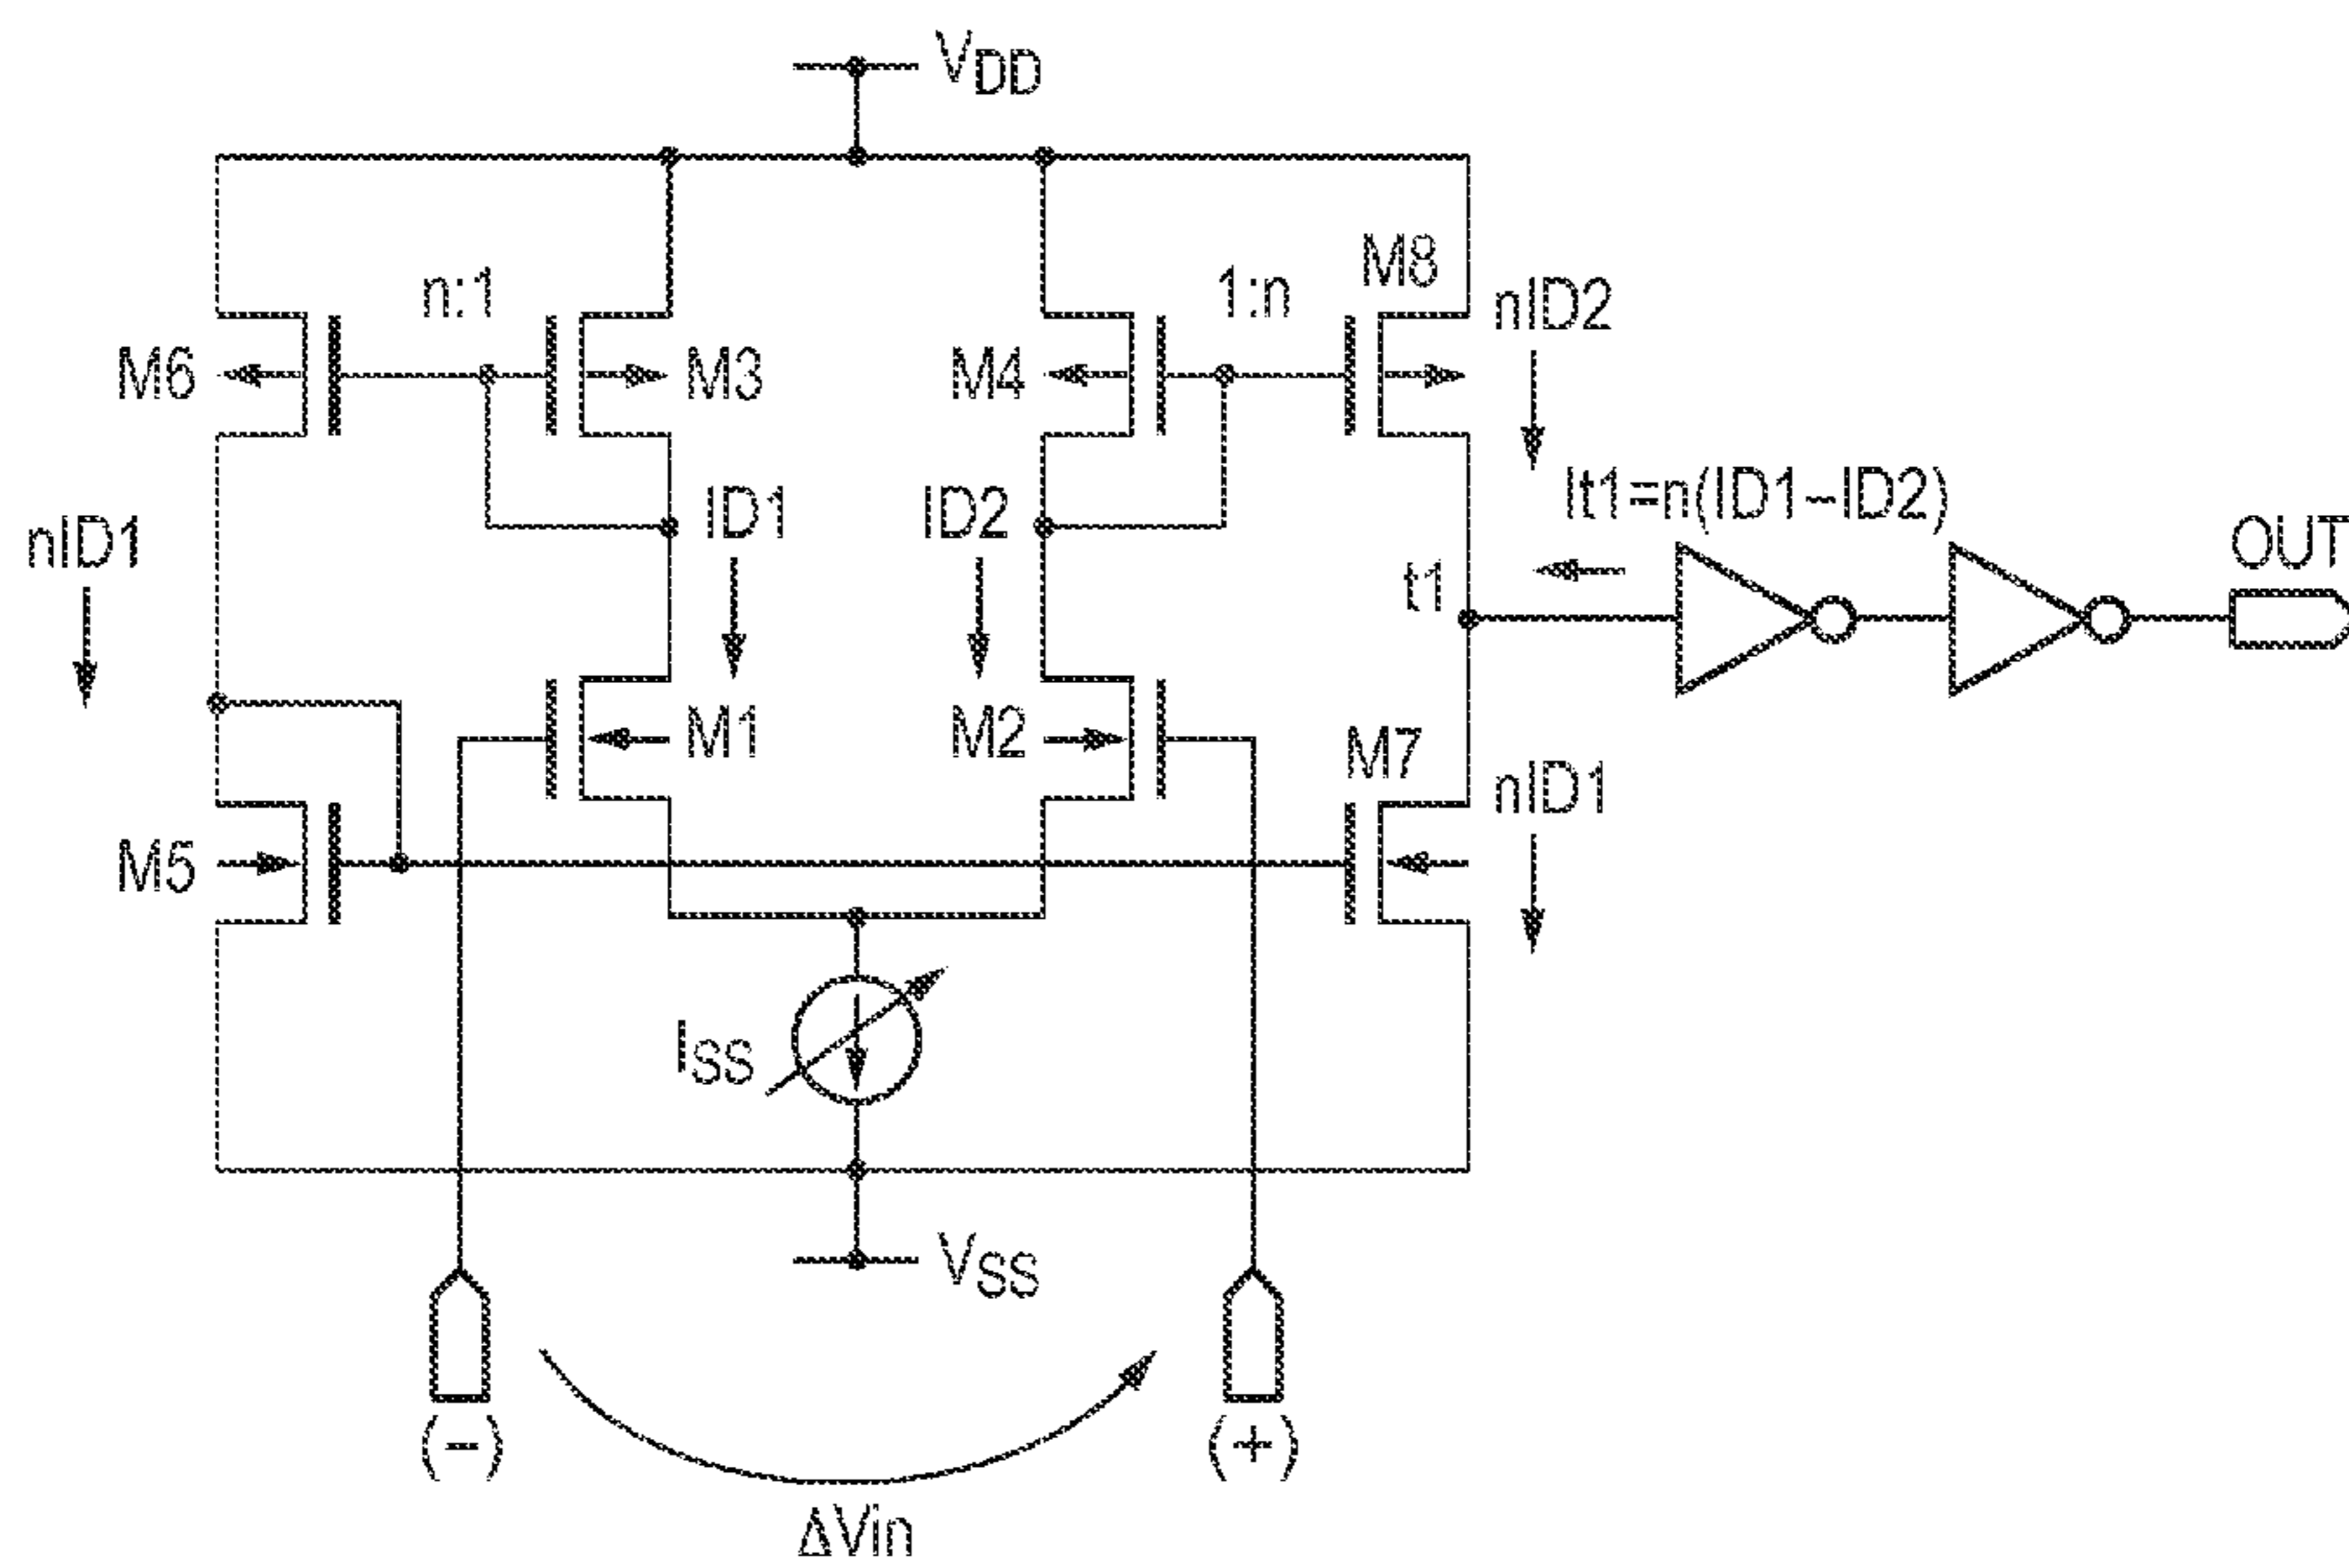 VDD
n:1
1:n
M8
nID2
M6
M3
M4
It1=n(ID1-ID2)
nID1
ID1
ID2
t1
OUT
M1
M2
M7
nID1
M5
ISS
VSS
(-)
(+)
ΔVin